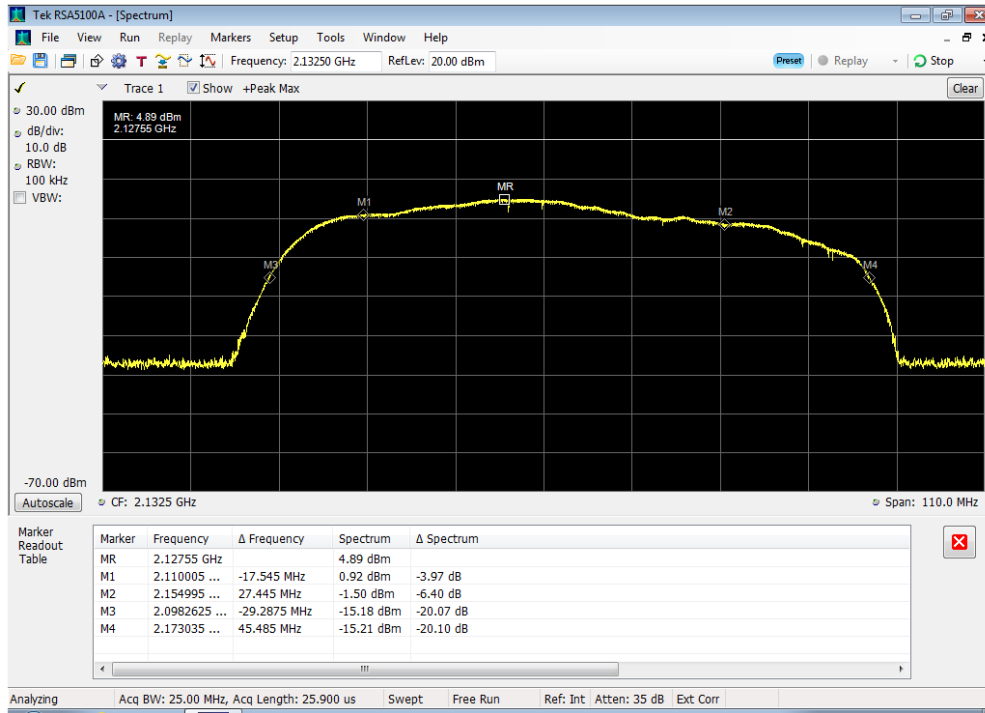 Tek RSA5100A - [Spectrum]
File View Run Replay Markers Setup Tools Window Help
T Frequency: 2.13250 GHz RefLev: 20.00 dBm Preset Replay Stop
Trace 1 Show +Peak Max Clear
30.00 dBm
dB/div:
10.0 dB
RBW:
100 kHz
VBW:
MR: 4.89 dBm
2.12755 GHz
MR
M1
M2
M3
M4
-70.00 dBm
Autoscale CF: 2.1325 GHz Span: 110.0 MHz
Marker
Readout
Table
Marker Frequency Δ Frequency Spectrum Δ Spectrum
MR 2.12755 GHz 4.89 dBm
M1 2.110005 ... -17.545 MHz 0.92 dBm -3.97 dB
M2 2.154995 ... 27.445 MHz -1.50 dBm -6.40 dB
M3 2.0982625 ... -29.2875 MHz -15.18 dBm -20.07 dB
M4 2.173035 ... 45.485 MHz -15.21 dBm -20.10 dB
Analyzing Acq BW: 25.00 MHz, Acq Length: 25.900 us Swept Free Run Ref: Int Atten: 35 dB Ext Corr